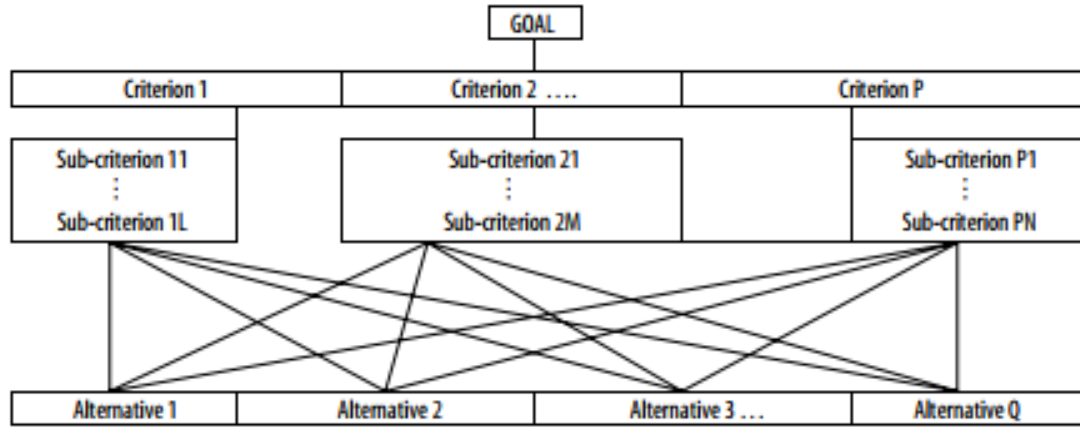 GOAL
Criterion 1
Criterion 2 ....
Criterion P
Sub-criterion 11
⋮
Sub-criterion 1L
Sub-criterion 21
⋮
Sub-criterion 2M
Sub-criterion P1
⋮
Sub-criterion PN
Alternative 1
Alternative 2
Alternative 3 ...
Alternative Q